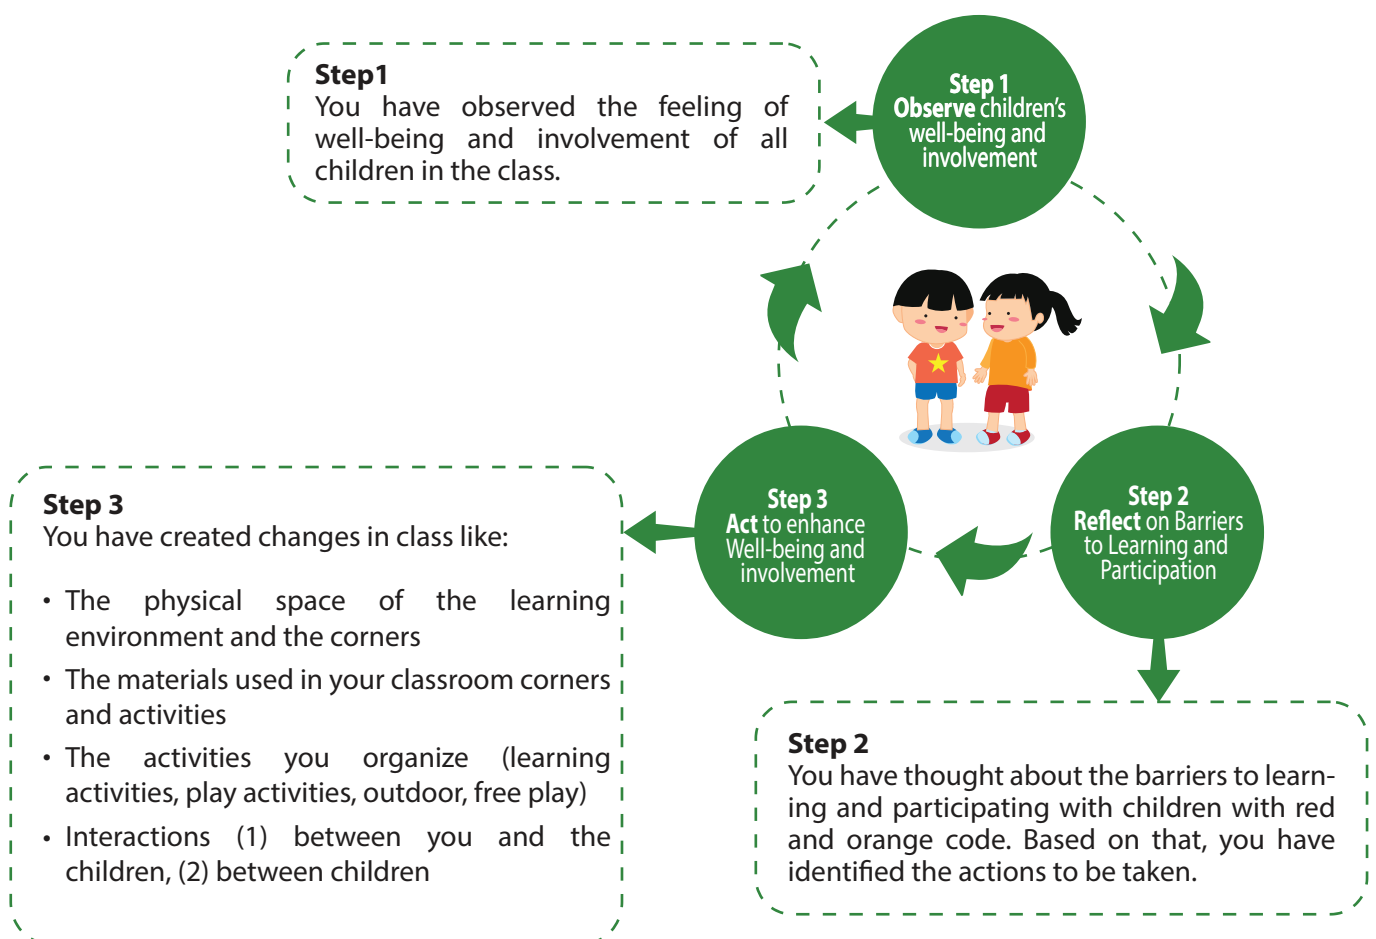 Step1
You have observed the feeling of
well-being and involvement of all
children in the class.
Step 1
Observe children's
well-being and
involvement
Step 3
Act to enhance
Well-being and
involvement
Step 2
Reflect on Barriers
to Learning and
Participation
Step 3
You have created changes in class like:
• The physical space of the learning
environment and the corners
• The materials used in your classroom corners
and activities
• The activities you organize (learning
activities, play activities, outdoor, free play)
• Interactions (1) between you and the
children, (2) between children
Step 2
You have thought about the barriers to learn-
ing and participating with children with red
and orange code. Based on that, you have
identified the actions to be taken.